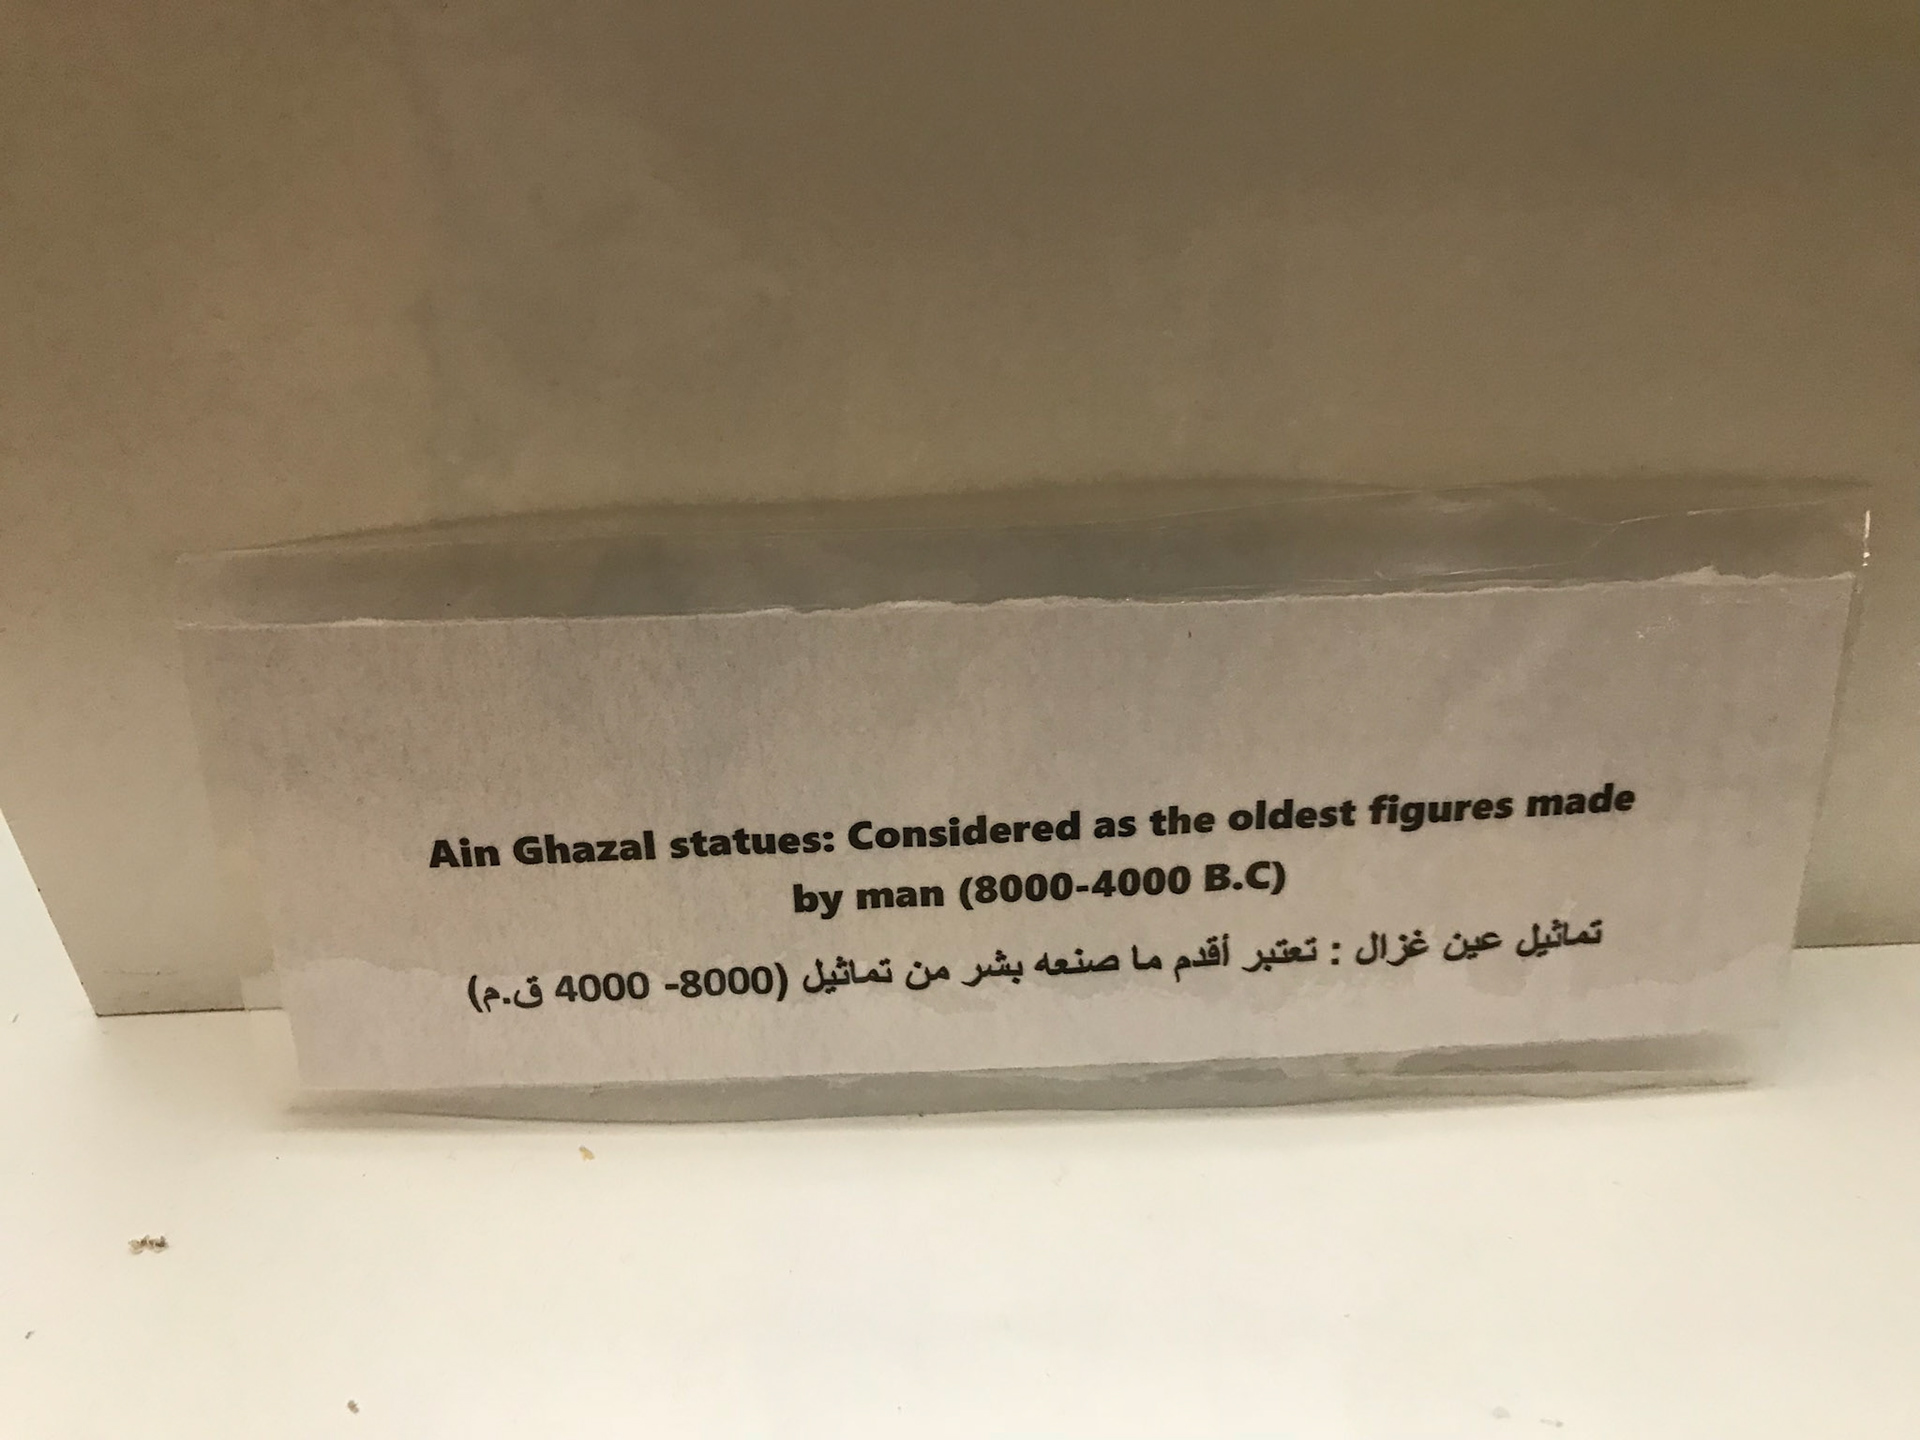 Ain Ghazal statues: Considered as the oldest figures made
by man (8000-4000 B.C)
تماثيل عين غزال : تعتبر أقدم ما صنعه بشر من تماثيل (8000- 4000 ق.م)